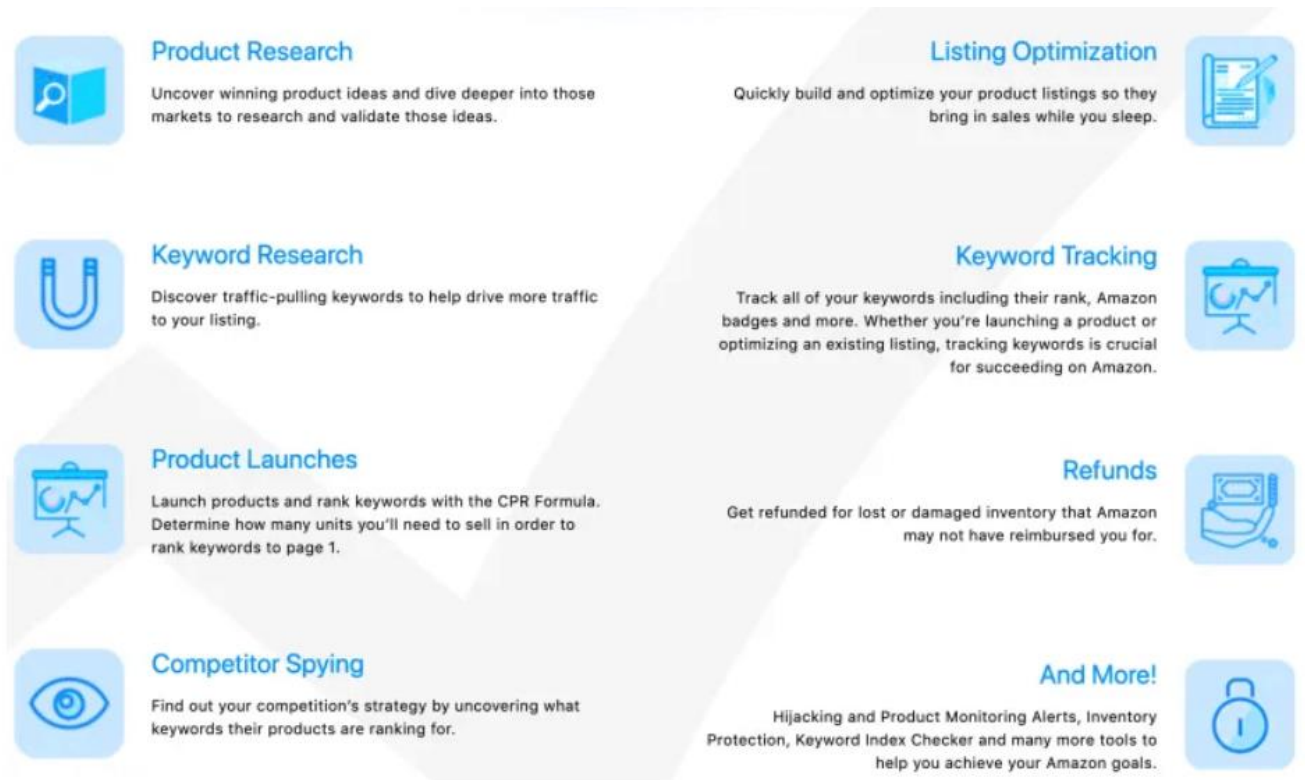 Product Research
Uncover winning product ideas and dive deeper into those
markets to research and validate those ideas.
Keyword Research
Discover traffic-pulling keywords to help drive more traffic
to your listing.
Product Launches
Launch products and rank keywords with the CPR Formula.
Determine how many units you'll need to sell in order to
rank keywords to page 1.
Competitor Spying
Find out your competition's strategy by uncovering what
keywords their products are ranking for.
Listing Optimization
Quickly build and optimize your product listings so they
bring in sales while you sleep.
Keyword Tracking
Track all of your keywords including their rank, Amazon
badges and more. Whether you're launching a product or
optimizing an existing listing, tracking keywords is crucial
for succeeding on Amazon.
Refunds
Get refunded for lost or damaged inventory that Amazon
may not have reimbursed you for.
And More!
Hijacking and Product Monitoring Alerts, Inventory
Protection, Keyword Index Checker and many more tools to
help you achieve your Amazon goals.